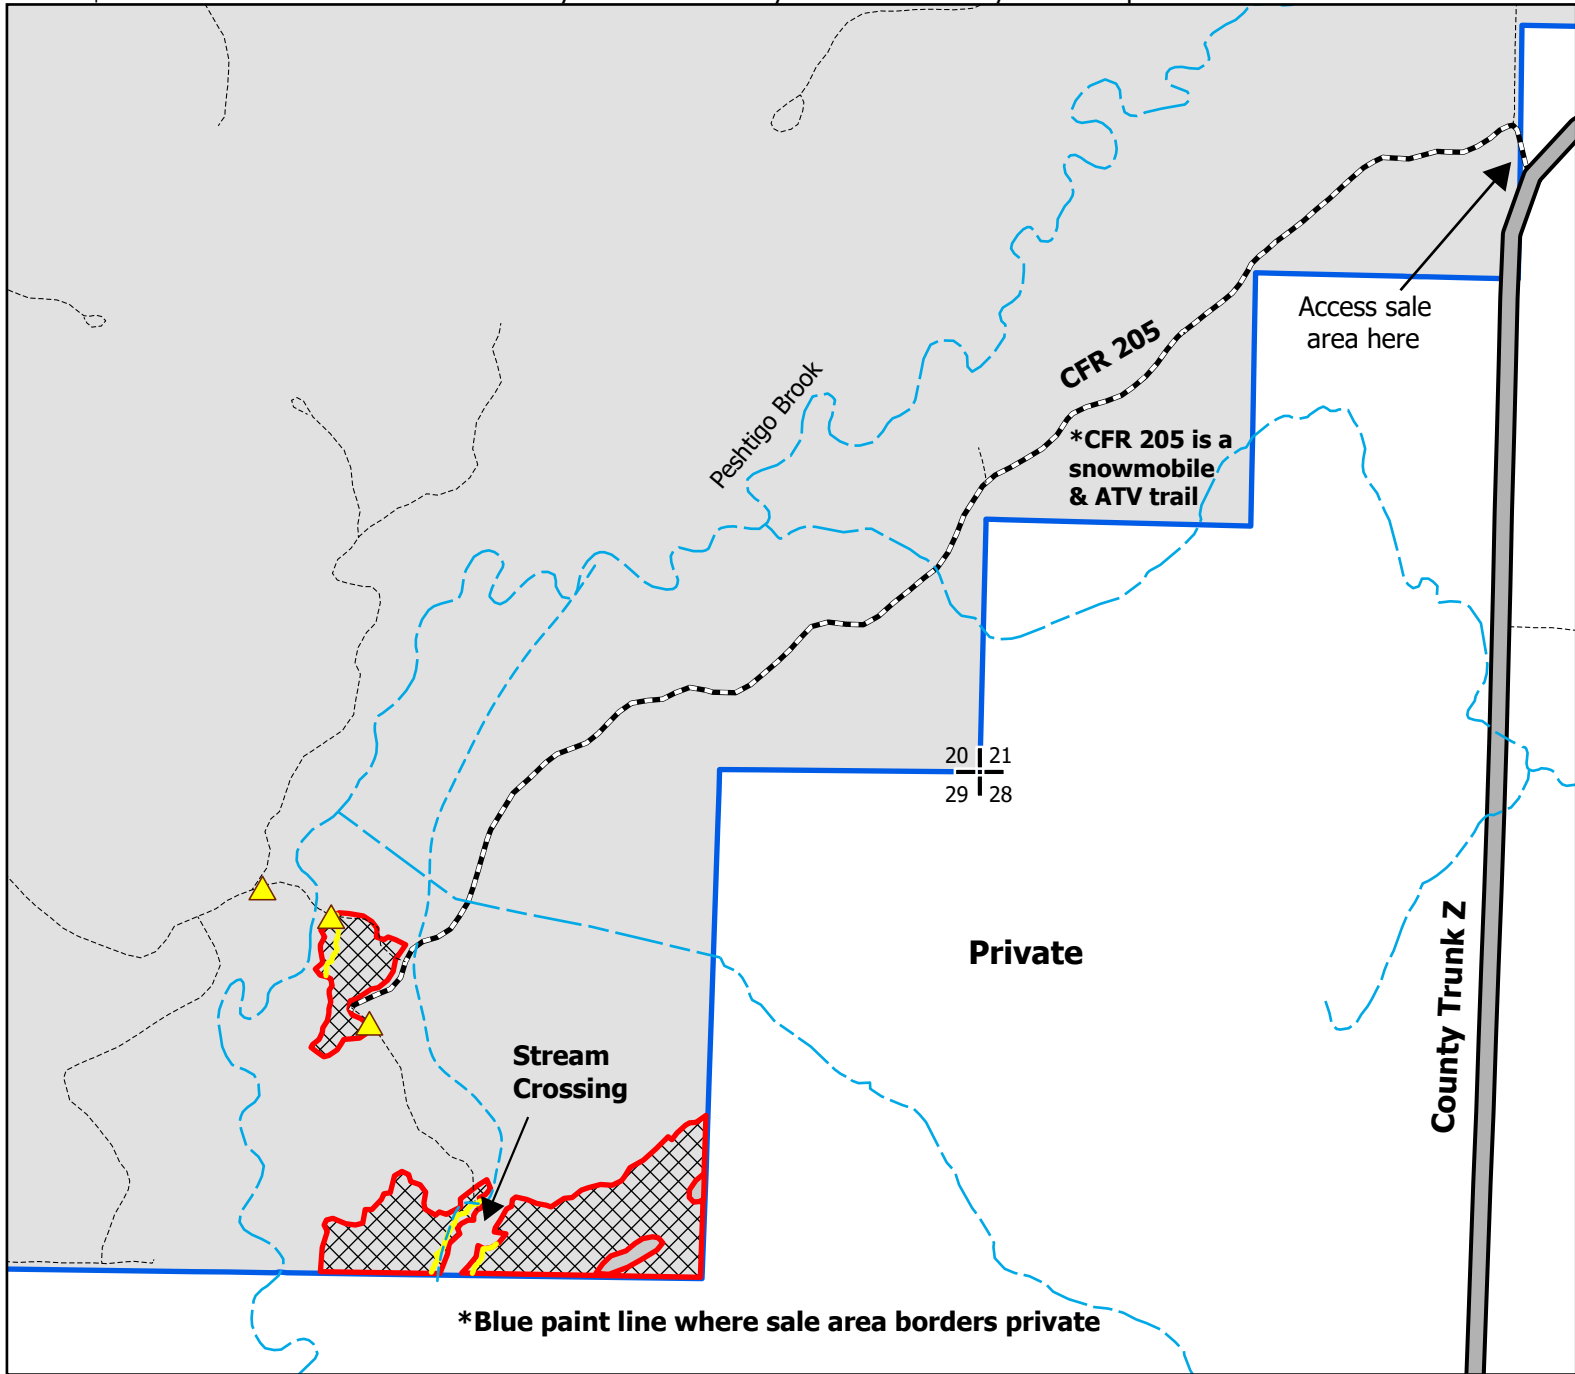 Access sale
area here
CFR 205
Peshtigo Brook
*CFR 205 is a
snowmobile
& ATV trail
20 21
29 28
Private
County Trunk Z
Stream
Crossing
*Blue paint line where sale area borders private